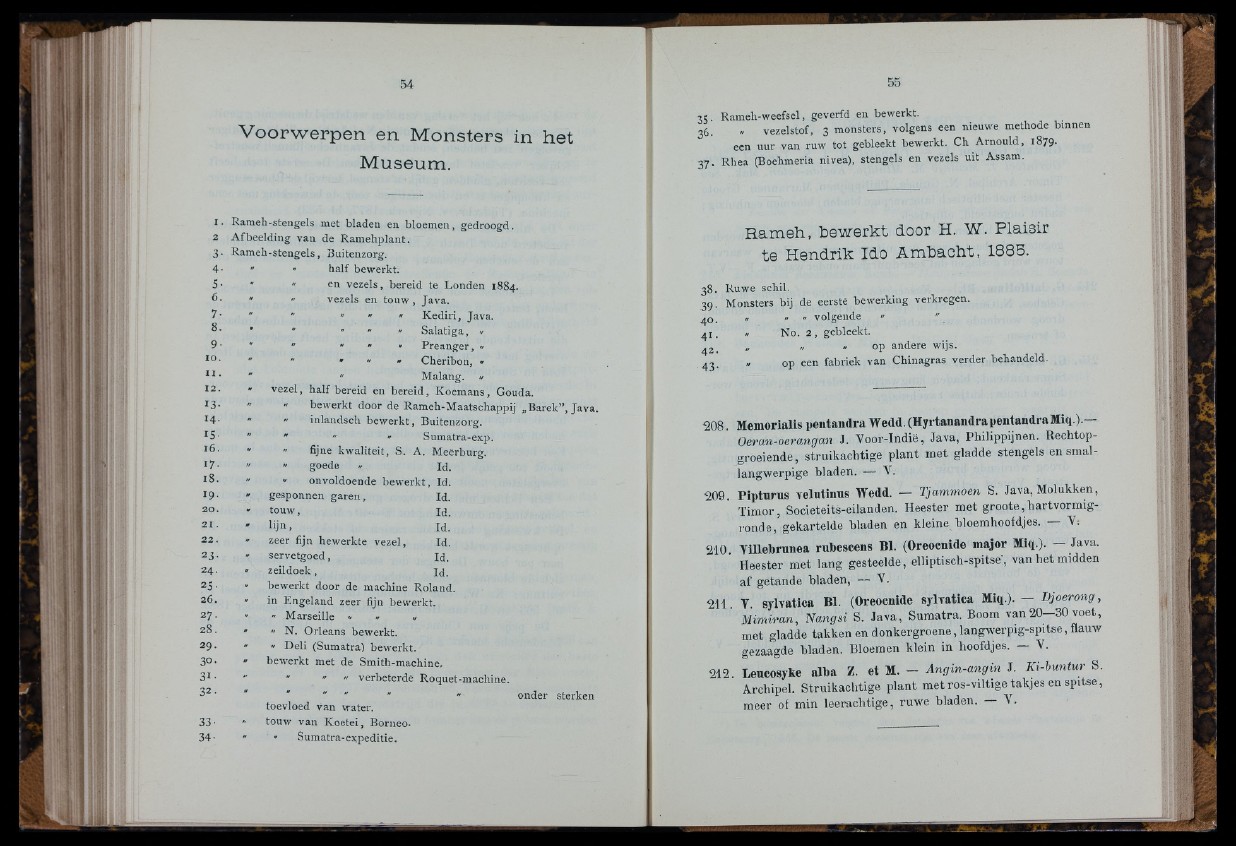 54
Voorwerpen en Monsters in het
Museum.
1. Rameh-stengels met bladen en bloemen, gedroogd.
2 Afbeelding van de Ramehplant.
3. Rameh-stengels, Buitenzorg.
4. " " half bewerkt.
5. " " en vezels, bereid te Londen 1884.
6. " " vezels en touw, Java.
7. " " " " " Kediri, Java.
8. " " " " " Salatiga, "
9. " " " " " Preanger, "
10. " " " " " Cheribon, "
11. " " Malang. "
12. " vezel, half bereid en bereid, Koemans, Gouda.
13. " " bewerkt door de Rameh-Maatschappij „Barek”, Java.
14. " " inlandsch bewerkt, Buitenzorg.
15. " " " " Sumatra-exp.
16. " " fijne kwaliteit, S. A. Meerburg.
17. " " goede " Id.
18. " " onvoldoende bewerkt, Id.
19. " gesponnen garen, Id.
20. " touw, Id.
21. " lijn, Id.
22. " zeer fijn bewerkte vezel, Id.
23. " servetgoed, Id.
24. " zeildoek, Id.
25. " bewerkt door de machine Roland.
26. " in Engeland zeer fijn bewerkt.
27. " " Marseille " " "
28. " " N. Orleans bewerkt.
29. " " Deli (Sumatra) bewerkt.
30. " bewerkt met de Smith-machine.
31. " " " " verbeterde Roquet-machine.
32. " " " " " " onder sterken
toevloed van water.
33. " touw van Koetei, Borneo.
34. " " Sumatra-expeditie.
55
35. Rameh-weefsel, geverfd en bewerkt.
36. " vezelstof, 3 monsters, volgens een nieuwe methode binnen
een uur van ruw tot gebleekt bewerkt. Ch Arnould, 1879.
37. Rhea (Boehmeria nivea), stengels en vezels uit Assam.
Rameh, bewerkt door H. W. Plaisir
te Hendrik Ido Ambacht, 1885.
38. Ruwe schil.
39. Monsters bij de eerste bewerking verkregen.
40. " " " volgende " "
41. " No. 2, gebleekt.
42. " " " op andere wijs.
43. " op een fabriek van Chinagras verder behandeld.
208. Memorialis pentandra Wedd. (Hyrtanandra pentandra Miq.).—
Oeran-oerangan J. Voor-Indië, Java, Philippijnen. Rechtop-
groeiende, struikachtige plant met gladde stengels en smal-
langwerpige bladen. — V.
209. Pipturus velutinus Wedd. — Tjammoen S. Java, Molukken,
Timor, Societeits-eilanden. Heester met groote, hartvormig-
ronde, gekartelde bladen en kleine bloemhoofdjes. — V.
210. Villebrunea rubescens Bl. (Oreocnide major Miq.). — Java.
Heester met lang gesteelde, elliptisch-spitse, van het midden
af getande bladen, — V.
211. V. sylvatica Bl. (Oreocnide sylvatica Miq.). — Djoerong,
Mimiran, Nangsi S. Java, Sumatra. Boom van 20—30 voet,
met gladde takken en donkergroene, langwerpig-spitse, flauw
gezaagde bladen. Bloemen klein in hoofdjes. — V.
212. Leucosyke alba Z. et M. — Angin-angin J. Ki-buntur S.
Archipel. Struikachtige plant met ros-viltige takjes en spitse,
meer of min leerachtige, ruwe bladen. — V.